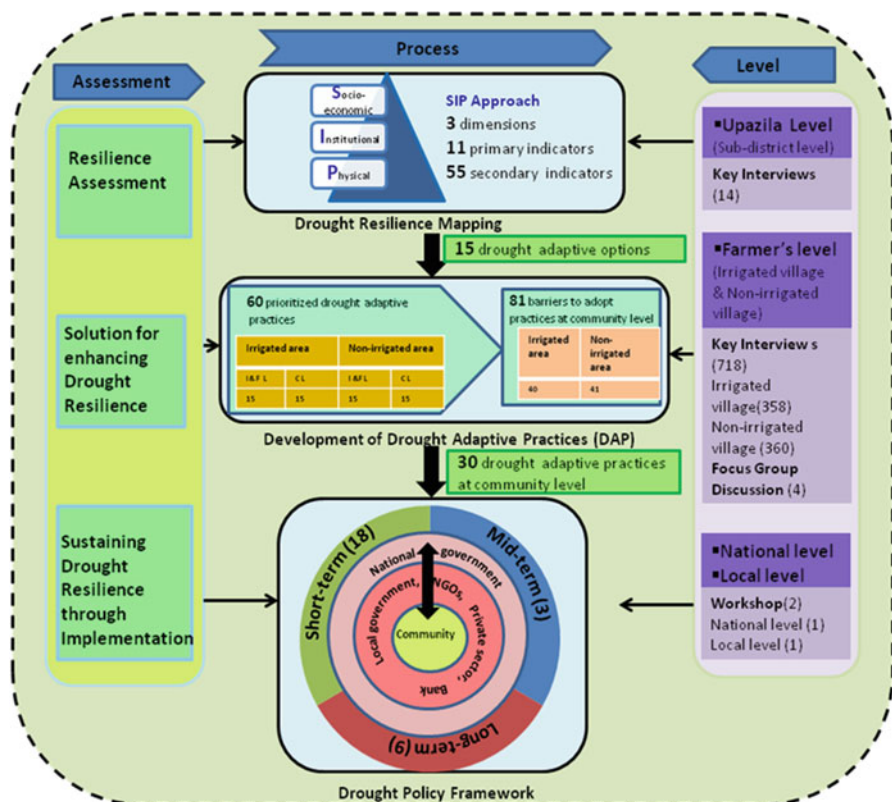 Process
Assessment
Level
Resilience
Assessment
Solution for
enhancing
Drought
Resilience
Sustaining
Drought
Resilience
through
Implementation
Socio-
economic
Institutional
Physical
SIP Approach
3 dimensions
11 primary indicators
55 secondary indicators
Drought Resilience Mapping
15 drought adaptive options
60 prioritized drought adaptive
practices
Irrigated area Non-irrigated area
I&F L CL I&FL CL
15 15 15 15
81 barriers to adopt
practices at community level
Irrigated
area
Non-
irrigated area
40 41
Development of Drought Adaptive Practices (DAP)
30 drought adaptive practices
at community level
Short-term (18)
Mid-term (3)
Long-term (9)
National government
Local government, NGOs, Private sector, Bank
Community
Drought Policy Framework
▪Upazila Level
(Sub-district level)
Key Interviews
(14)
▪Farmer's level
(Irrigated village
& Non-irrigated
village)
Key Interview s
(718)
Irrigated
village(358)
Non-irrigated
village (360)
Focus Group
Discussion (4)
▪National level
▪Local level
Workshop(2)
National level (1)
Local level (1)